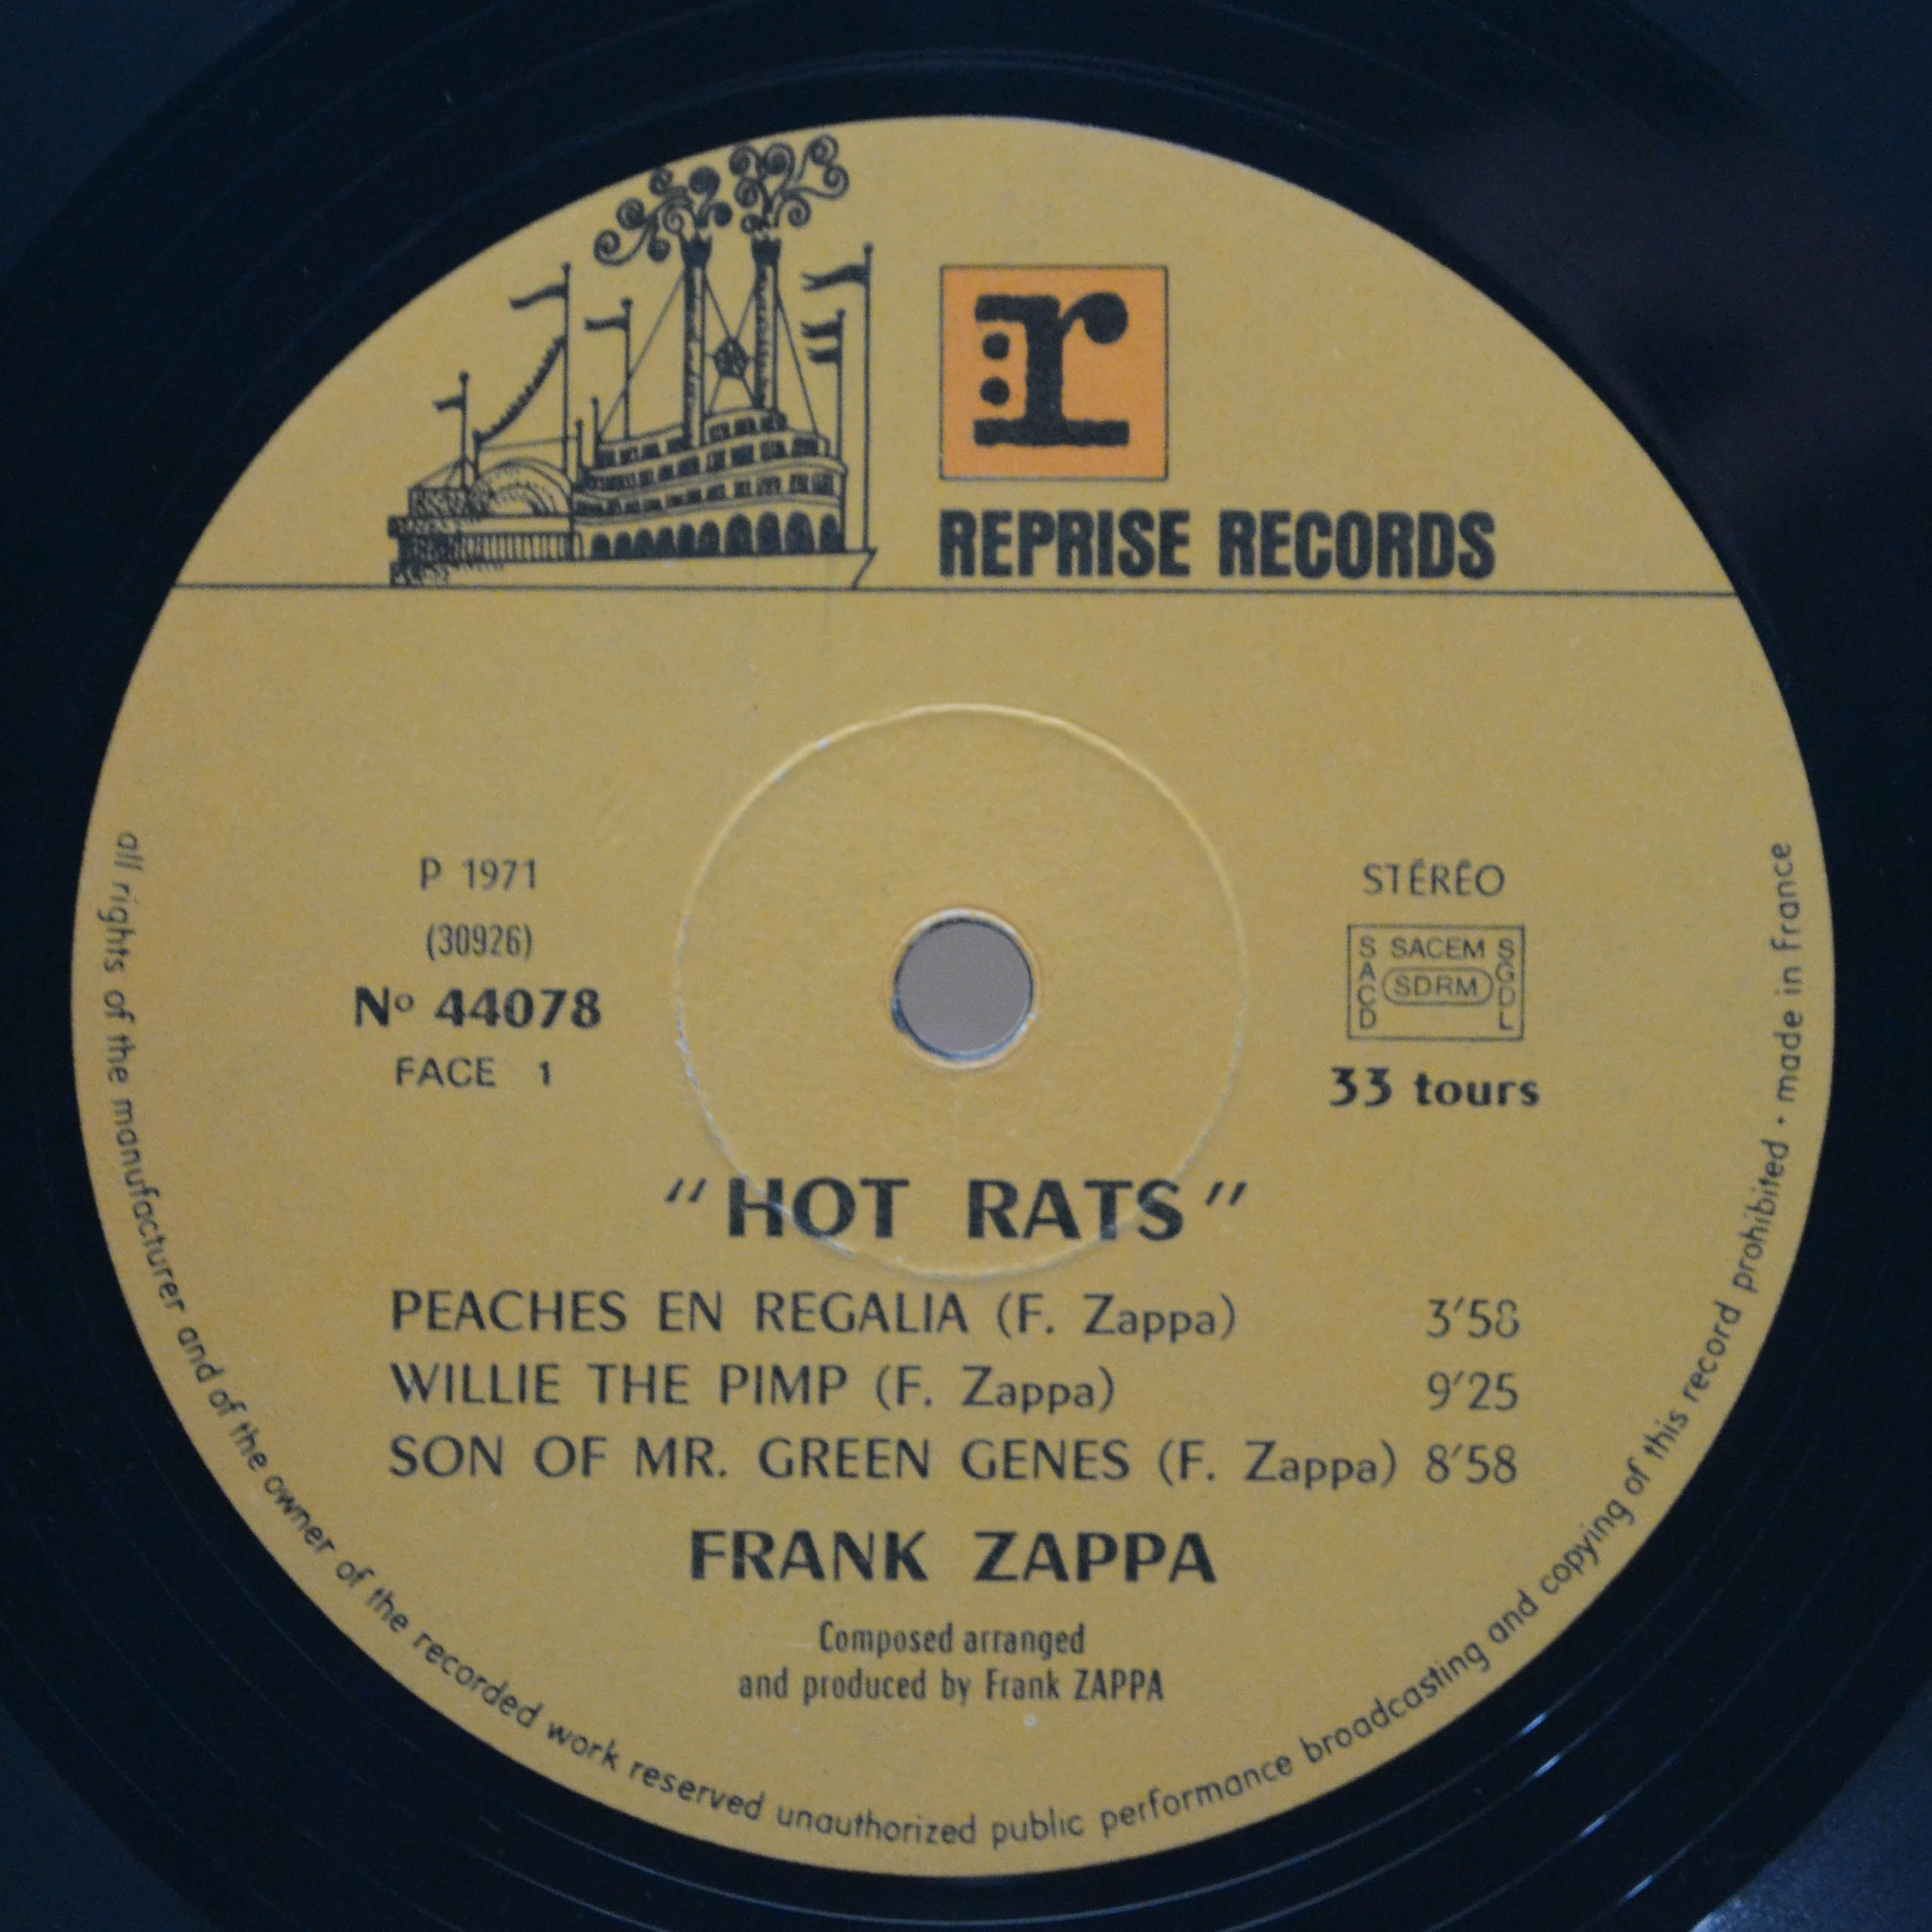 r:
REPRISE RECORDS
P 1971
(30926)
Nº 44078
FACE 1
STÉRÉO
SACEM
SACD
SDRM
SGDL
33 tours
"HOT RATS"
PEACHES EN REGALIA (F. Zappa) 3'58
WILLIE THE PIMP (F. Zappa) 9'25
SON OF MR. GREEN GENES (F. Zappa) 8'58
FRANK ZAPPA
Composed arranged
and produced by Frank ZAPPA
all rights of the manufacturer and of the owner of the recorded work reserved unauthorized public performance broadcasting and copying of this record prohibited • made in france